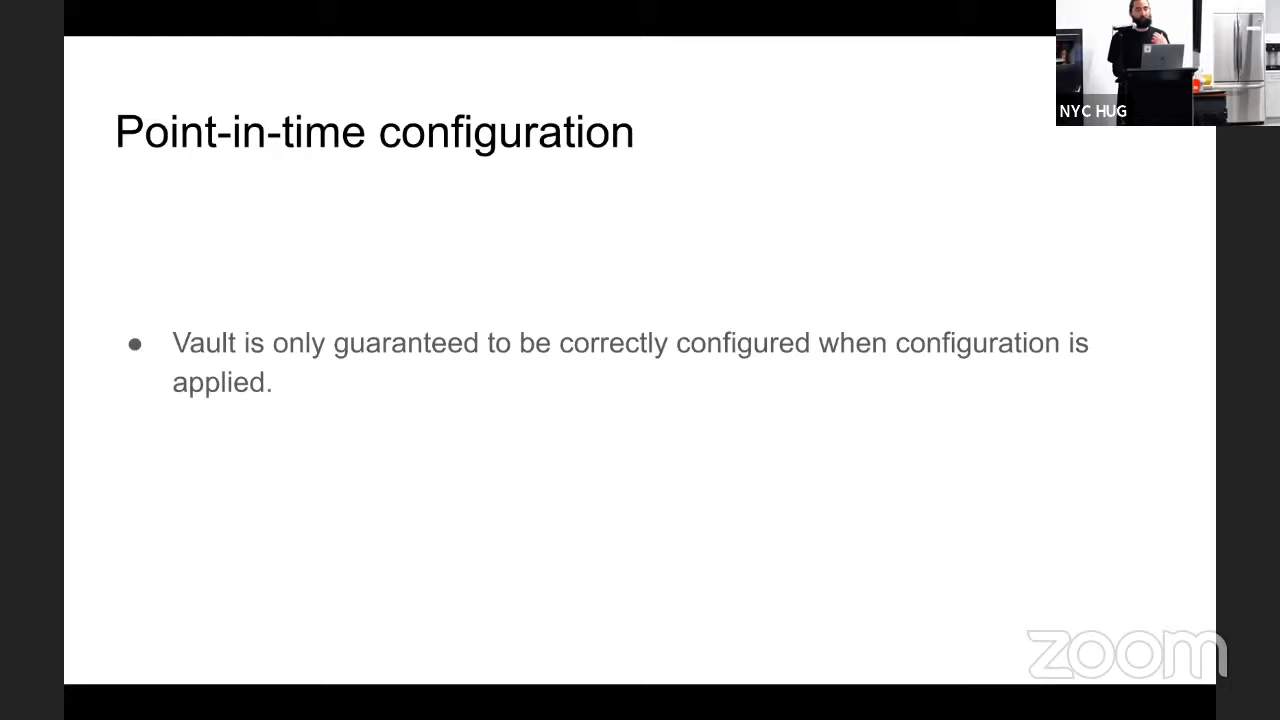 NYC HUG
Point-in-time configuration
● Vault is only guaranteed to be correctly configured when configuration is
applied.
zoom